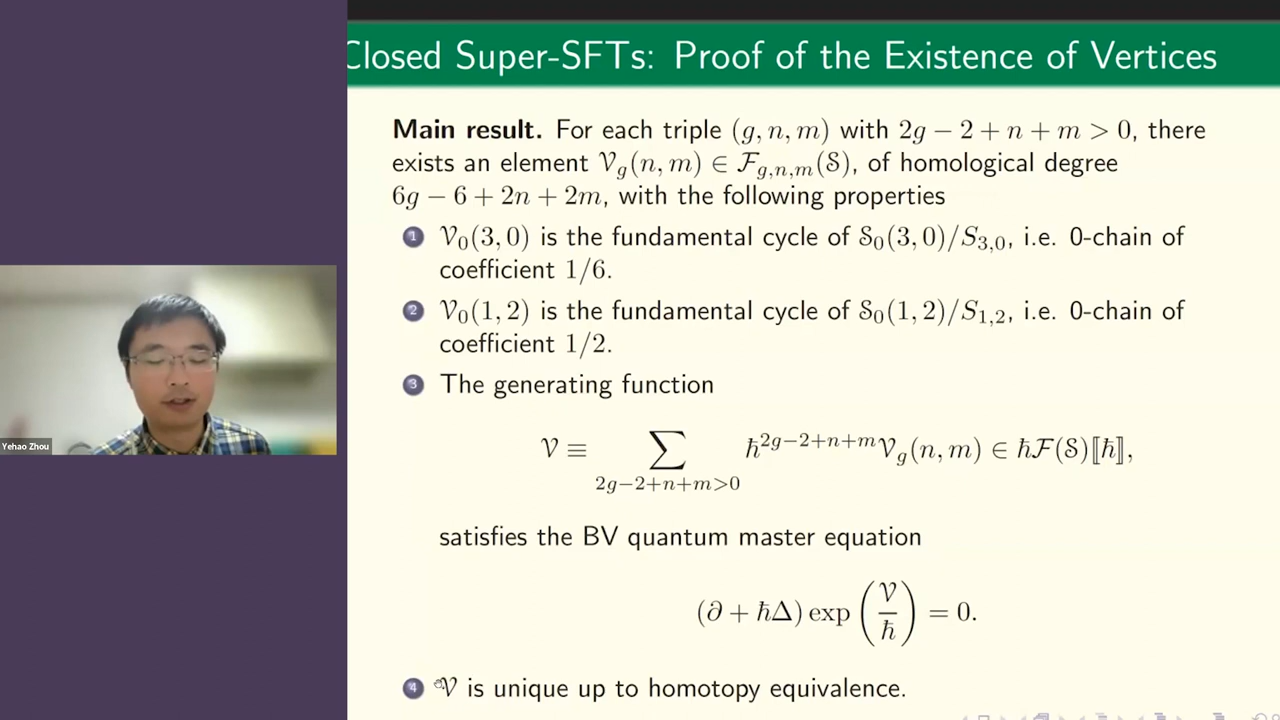 Closed Super-SFTs: Proof of the Existence of Vertices
Main result. For each triple (g, n, m) with 2g − 2 + n + m > 0, there
exists an element 𝒱_g(n, m) ∈ ℱ_{g,n,m}(𝒮), of homological degree
6g − 6 + 2n + 2m, with the following properties
1 𝒱_0(3, 0) is the fundamental cycle of 𝒮_0(3, 0)/S_{3,0}, i.e. 0-chain of
coefficient 1/6.
2 𝒱_0(1, 2) is the fundamental cycle of 𝒮_0(1, 2)/S_{1,2}, i.e. 0-chain of
coefficient 1/2.
3 The generating function
𝒱 ≡ ∑_{2g−2+n+m>0} ℏ^{2g−2+n+m} 𝒱_g(n, m) ∈ ℏℱ(𝒮)⟦ℏ⟧,
satisfies the BV quantum master equation
(∂ + ℏΔ) exp (𝒱/ℏ) = 0.
4 𝒱 is unique up to homotopy equivalence.
Yehao Zhou